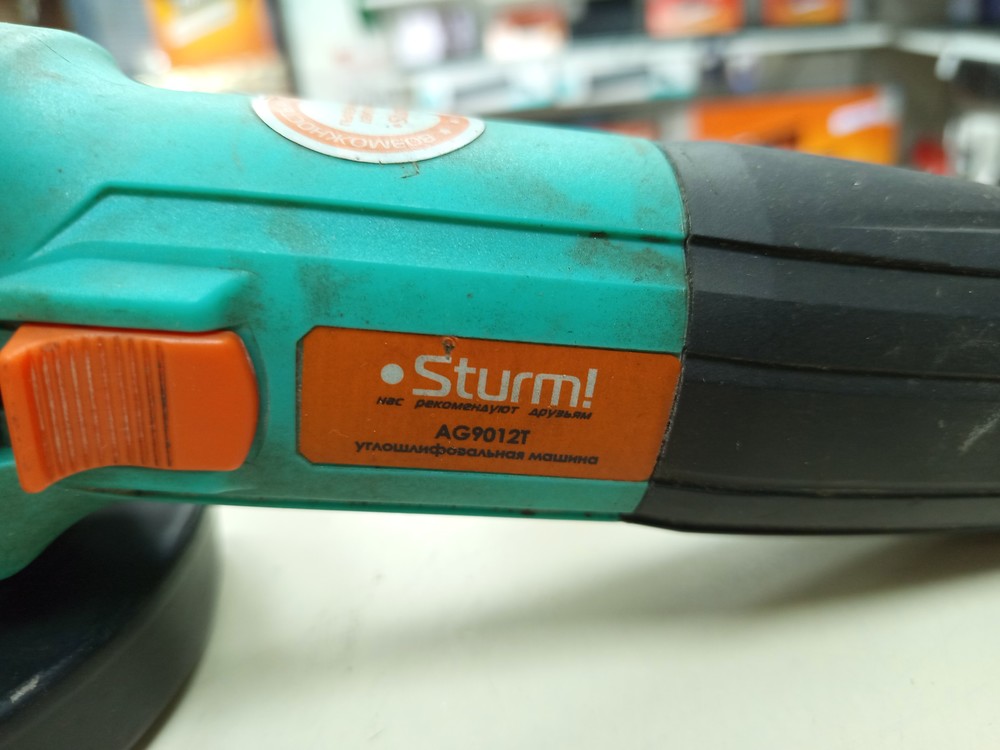 Sturm!
нас рекомендуют друзьям
AG9012T
углошлифовальная машина